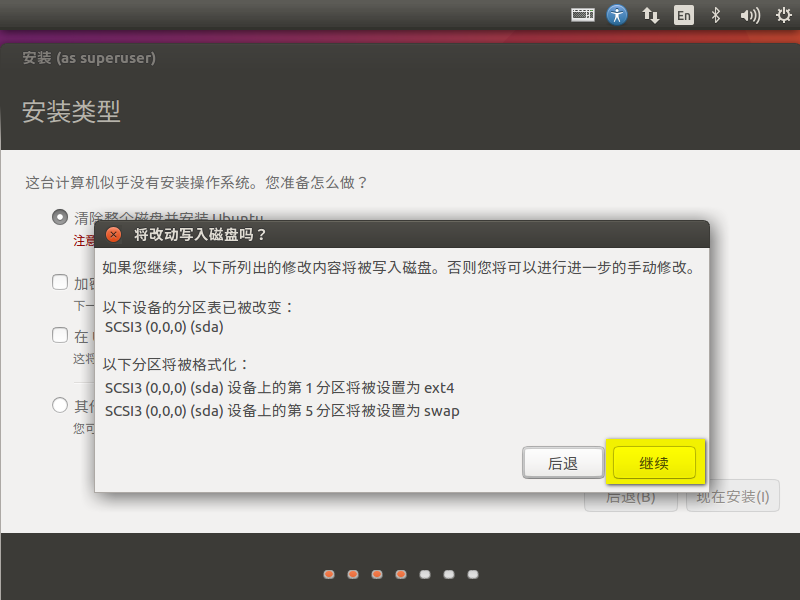 En
安装 (as superuser)
安装类型
这台计算机似乎没有安装操作系统。您准备怎么做？
清除整个磁盘并安装 Ubuntu
注意
将改动写入磁盘吗？
如果您继续，以下所列出的修改内容将被写入磁盘。否则您将可以进行进一步的手动修改。
加密
下一
以下设备的分区表已被改变：
SCSI3 (0,0,0) (sda)
在
这将
以下分区将被格式化：
SCSI3 (0,0,0) (sda) 设备上的第 1 分区将被设置为 ext4
其他
SCSI3 (0,0,0) (sda) 设备上的第 5 分区将被设置为 swap
您可
后退
继续
后退(B)
现在安装(I)